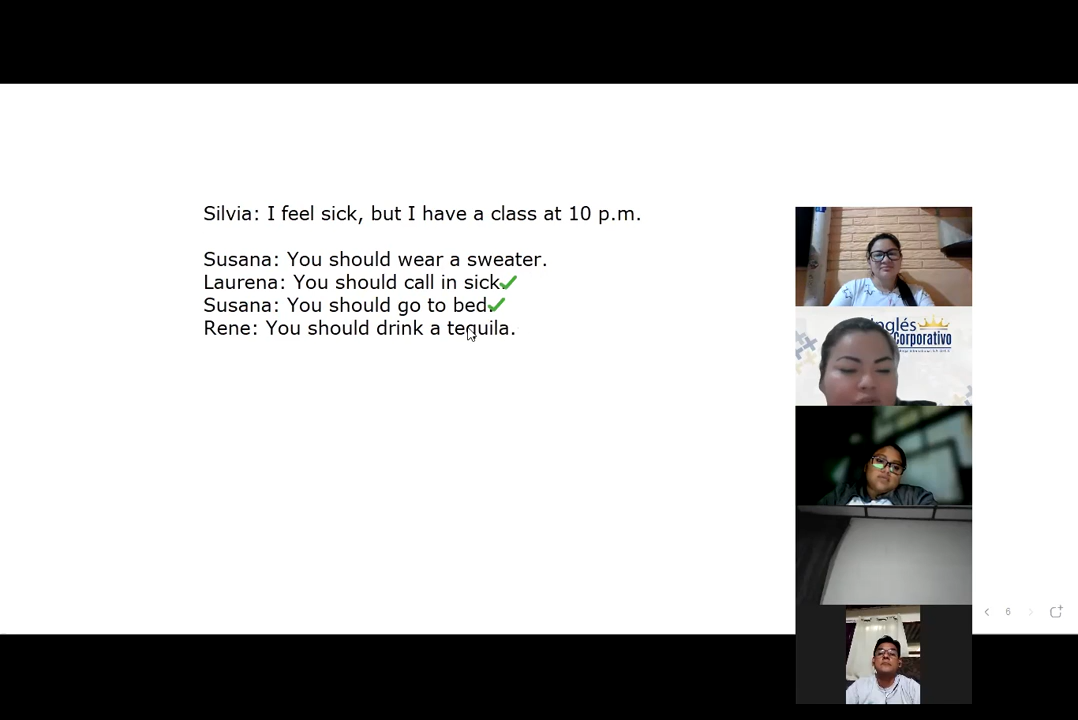 Silvia: I feel sick, but I have a class at 10 p.m.
Susana: You should wear a sweater.
Laurena: You should call in sick
Susana: You should go to bed
Rene: You should drink a tequila.
Inglés
Corporativo
6